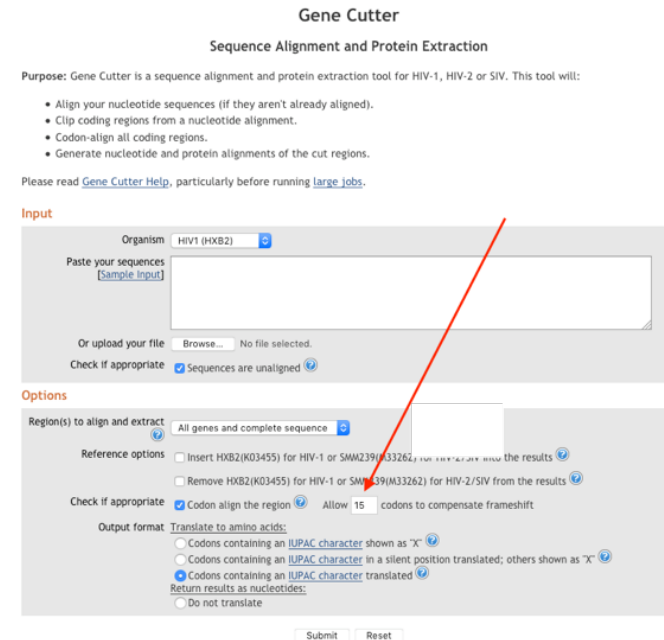 Gene Cutter
Sequence Alignment and Protein Extraction
Purpose: Gene Cutter is a sequence alignment and protein extraction tool for HIV-1, HIV-2 or SIV. This tool will:
• Align your nucleotide sequences (if they aren't already aligned).
• Clip coding regions from a nucleotide alignment.
• Codon-align all coding regions.
• Generate nucleotide and protein alignments of the cut regions.
Please read Gene Cutter Help, particularly before running large jobs.
Input
Organism HIV1 (HXB2)
Paste your sequences
[Sample Input]
Or upload your file Browse... No file selected.
Check if appropriate Sequences are unaligned ?
Options
Region(s) to align and extract ? All genes and complete sequence
Reference options Insert HXB2(K03455) for HIV-1 or SMM239(M33262) for HIV-2/SIV into the results ?
Remove HXB2(K03455) for HIV-1 or SMM239(M33262) for HIV-2/SIV from the results ?
Check if appropriate Codon align the region ? Allow 15 codons to compensate frameshift
Output format Translate to amino acids:
Codons containing an IUPAC character shown as "X" ?
Codons containing an IUPAC character in a silent position translated; others shown as "X" ?
Codons containing an IUPAC character translated ?
Return results as nucleotides:
Do not translate
Submit Reset